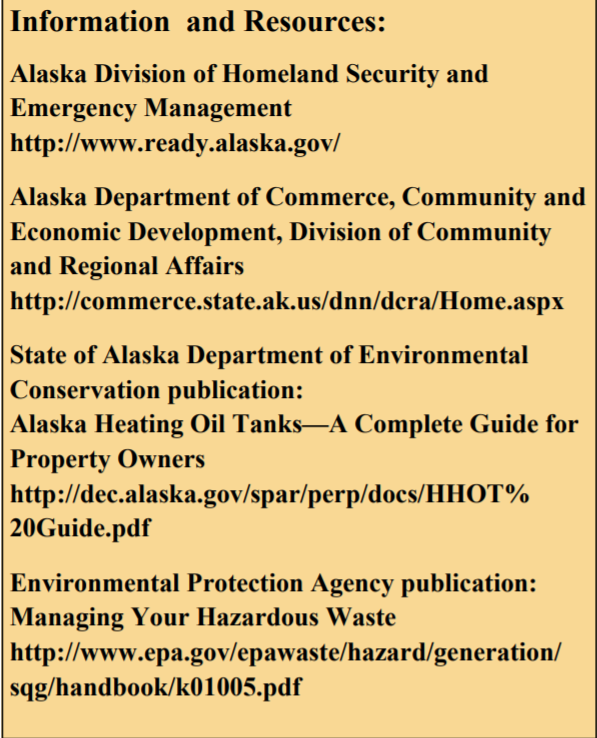 Information and Resources:
Alaska Division of Homeland Security and
Emergency Management
http://www.ready.alaska.gov/
Alaska Department of Commerce, Community and
Economic Development, Division of Community
and Regional Affairs
http://commerce.state.ak.us/dnn/dcra/Home.aspx
State of Alaska Department of Environmental
Conservation publication:
Alaska Heating Oil Tanks—A Complete Guide for
Property Owners
http://dec.alaska.gov/spar/perp/docs/HHOT%
20Guide.pdf
Environmental Protection Agency publication:
Managing Your Hazardous Waste
http://www.epa.gov/epawaste/hazard/generation/
sqg/handbook/k01005.pdf